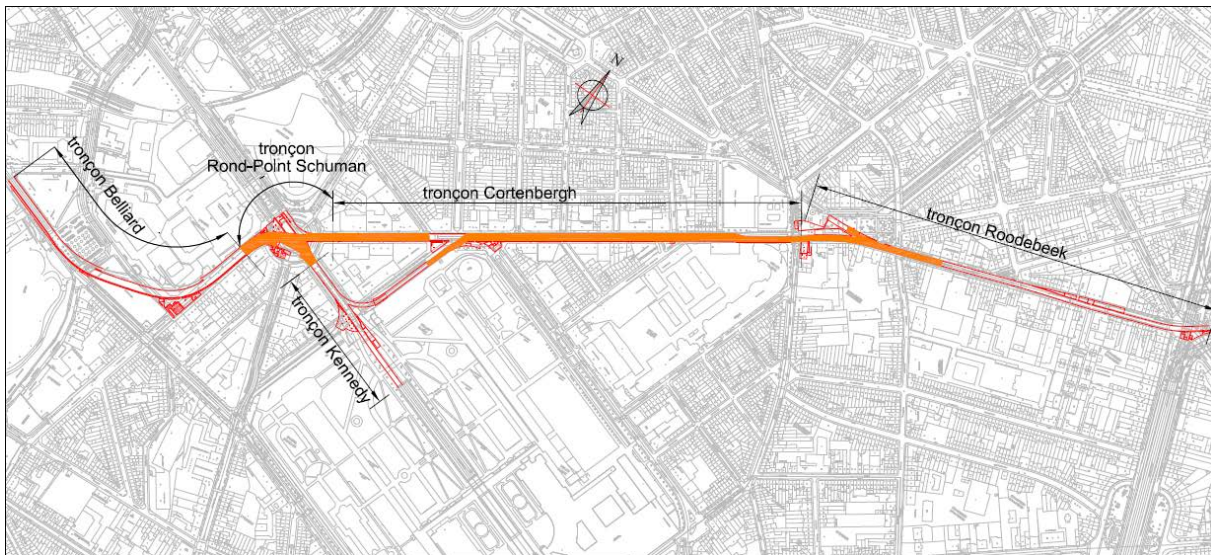 N
tronçon
Rond-Point Schuman
tronçon Belliard
tronçon Cortenbergh
tronçon Roodebeek
tronçon Kennedy